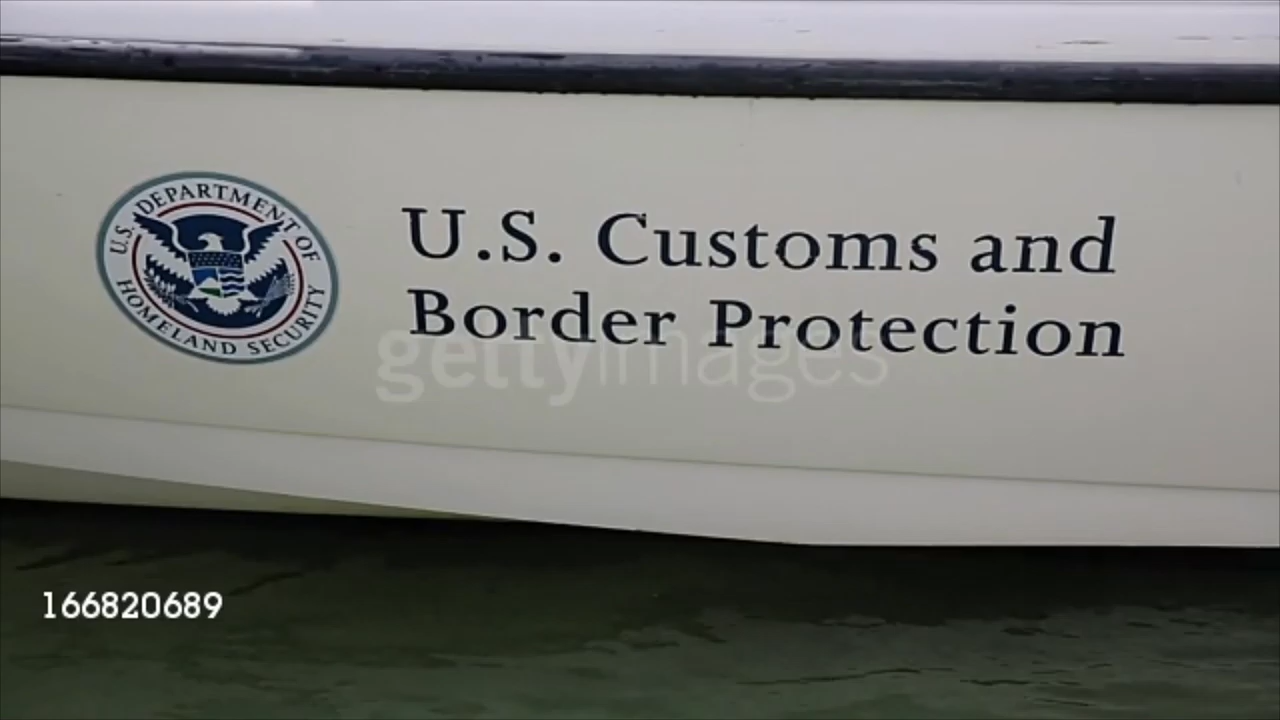 U.S. DEPARTMENT OF
HOMELAND SECURITY
U.S. Customs and
Border Protection
gettyimages
166820689